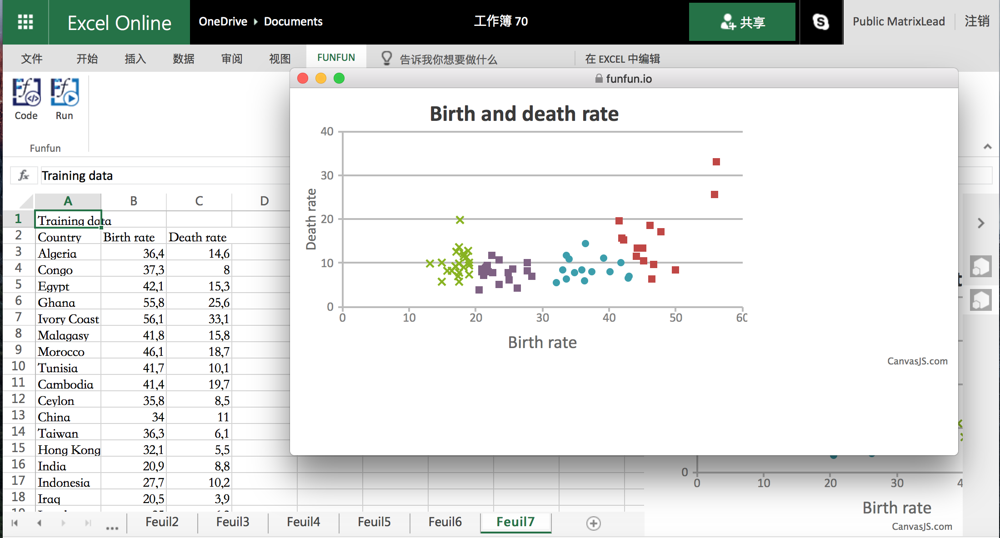 Excel Online
OneDrive ▸ Documents
工作簿 70
共享
Public MatrixLead
注销
文件 开始 插入 数据 审阅 视图 FUNFUN 告诉我你想要做什么 在 EXCEL 中编辑
Code Run
Funfun
fx Training data
A B C D
1 Training data
2 Country Birth rate Death rate
3 Algeria 36,4 14,6
4 Congo 37,3 8
5 Egypt 42,1 15,3
6 Ghana 55,8 25,6
7 Ivory Coast 56,1 33,1
8 Malagasy 41,8 15,8
9 Morocco 46,1 18,7
10 Tunisia 41,7 10,1
11 Cambodia 41,4 19,7
12 Ceylon 35,8 8,5
13 China 34 11
14 Taiwan 36,3 6,1
15 Hong Kong 32,1 5,5
16 India 20,9 8,8
17 Indonesia 27,7 10,2
18 Iraq 20,5 3,9
... Feuil2 Feuil3 Feuil4 Feuil5 Feuil6 Feuil7
funfun.io
Birth and death rate
Death rate
40
30
20
10
0
0 10 20 30 40 50 60
Birth rate
CanvasJS.com
0
0 10 20 30 4
Birth rate
CanvasJS.com